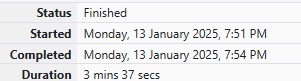 Status Finished
Started Monday, 13 January 2025, 7:51 PM
Completed Monday, 13 January 2025, 7:54 PM
Duration 3 mins 37 secs